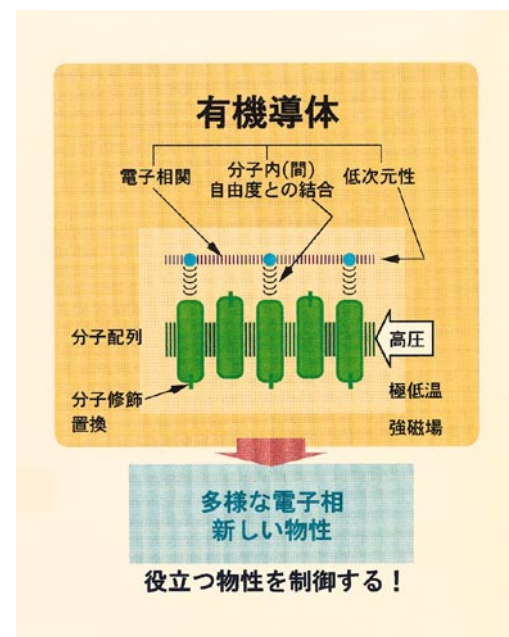 有機導体
電子相関
分子内(間)
自由度との結合
低次元性
分子配列
高圧
分子修飾
置換
極低温
強磁場
多様な電子相
新しい物性
役立つ物性を制御する！